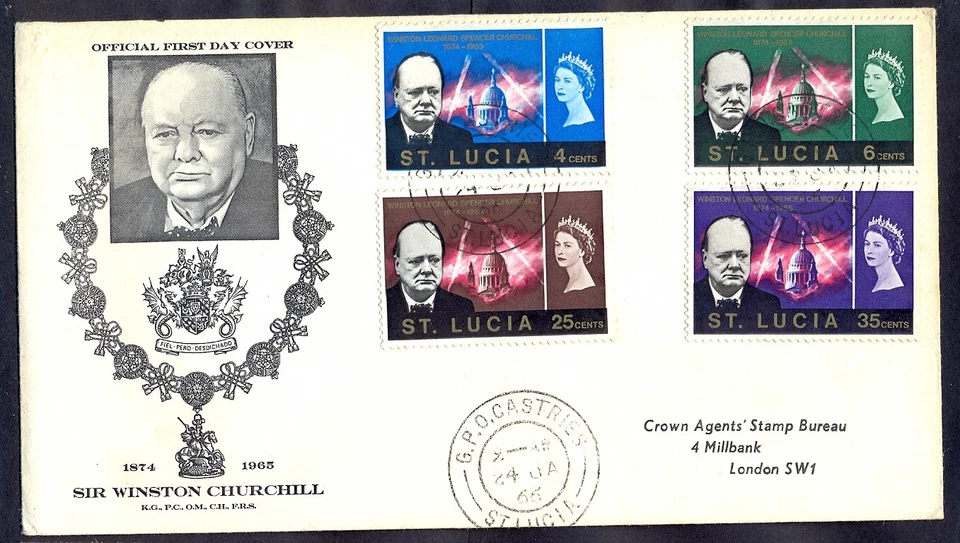 OFFICIAL FIRST DAY COVER
FIEL·PERO·DESDICHADO
1874 1965
SIR WINSTON CHURCHILL
K.G., P.C., O.M., C.H., F.R.S.
WINSTON LEONARD SPENCER CHURCHILL
1874-1965
ST. LUCIA 4 CENTS
WINSTON LEONARD SPENCER CHURCHILL
1874-1965
ST. LUCIA 6 CENTS
WINSTON LEONARD SPENCER CHURCHILL
1874-1965
ST. LUCIA 25 CENTS
WINSTON LEONARD SPENCER CHURCHILL
1874-1965
ST. LUCIA 35 CENTS
G.P.O. CASTRIES
24 JA
66
ST. LUCIA
Crown Agents' Stamp Bureau
4 Millbank
London SW1